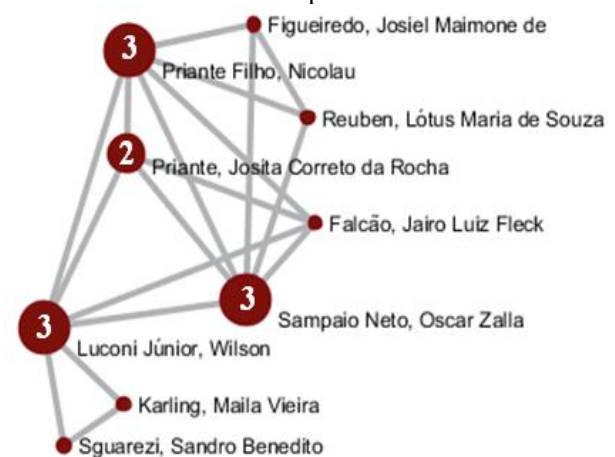 Figueiredo, Josiel Maimone de
3
Priante Filho, Nicolau
Reuben, Lótus Maria de Souza
2
Priante, Josita Correto da Rocha
Falcão, Jairo Luiz Fleck
3
Sampaio Neto, Oscar Zalla
3
Luconi Júnior, Wilson
Karling, Maila Vieira
Sguarezi, Sandro Benedito